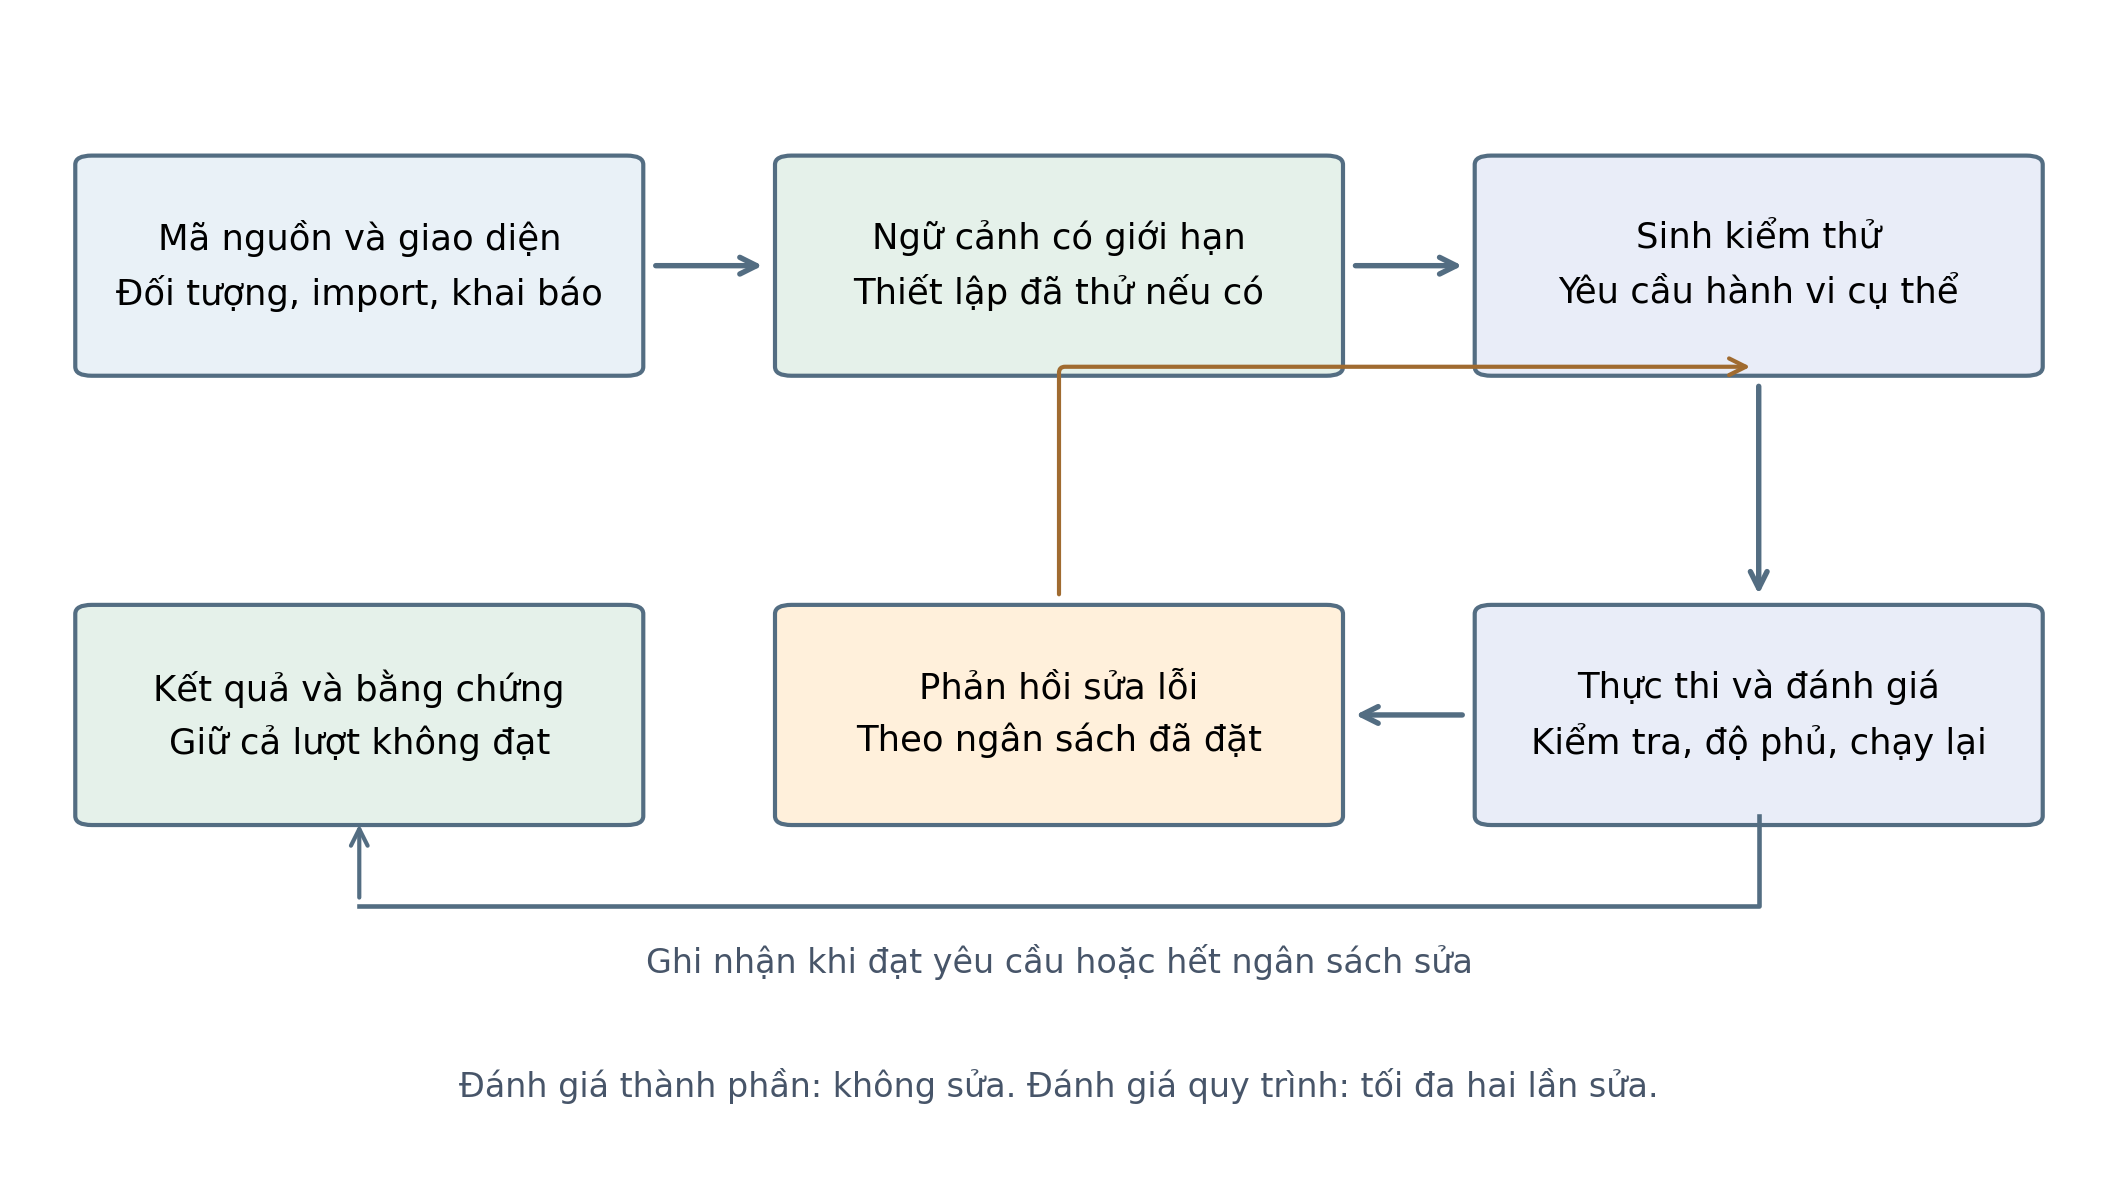 Mã nguồn và giao diện
Đối tượng, import, khai báo
Ngữ cảnh có giới hạn
Thiết lập đã thử nếu có
Sinh kiểm thử
Yêu cầu hành vi cụ thể
Kết quả và bằng chứng
Giữ cả lượt không đạt
Phản hồi sửa lỗi
Theo ngân sách đã đặt
Thực thi và đánh giá
Kiểm tra, độ phủ, chạy lại
Ghi nhận khi đạt yêu cầu hoặc hết ngân sách sửa
Đánh giá thành phần: không sửa. Đánh giá quy trình: tối đa hai lần sửa.